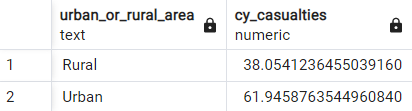 urban_or_rural_area cy_casualties
text numeric
1 Rural 38.0541236455039160
2 Urban 61.9458763544960840